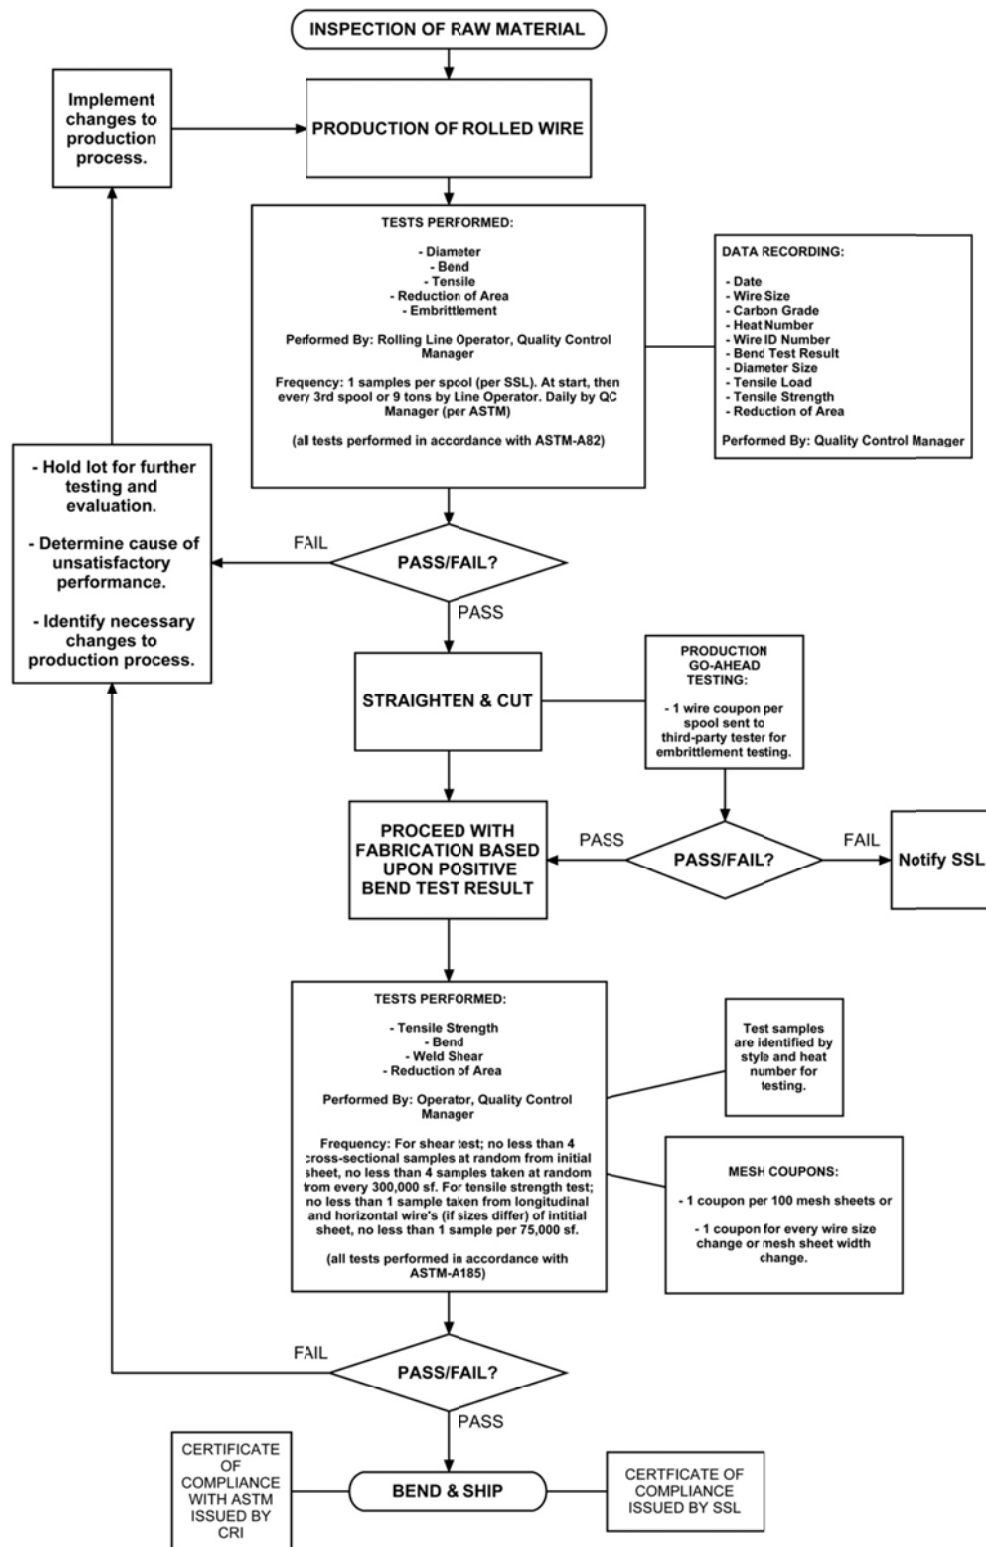 INSPECTION OF RAW MATERIAL
Implement
changes to
production
process.
PRODUCTION OF ROLLED WIRE
TESTS PERFORMED:
- Diameter
- Bend
- Tensile
- Reduction of Area
- Embrittlement
Performed By: Rolling Line Operator, Quality Control
Manager
Frequency: 1 samples per spool (per SSL). At start, then
every 3rd spool or 9 tons by Line Operator. Daily by QC
Manager (per ASTM)
(all tests performed in accordance with ASTM-A82)
DATA RECORDING:
- Date
- Wire Size
- Carbon Grade
- Heat Number
- Wire ID Number
- Bend Test Result
- Diameter Size
- Tensile Load
- Tensile Strength
- Reduction of Area
Performed By: Quality Control Manager
- Hold lot for further
testing and
evaluation.
- Determine cause of
unsatisfactory
performance.
- Identify necessary
changes to
production process.
FAIL
PASS/FAIL?
PASS
STRAIGHTEN & CUT
PRODUCTION
GO-AHEAD
TESTING:
- 1 wire coupon per
spool sent to
third-party tester for
embrittlement testing.
PROCEED WITH
FABRICATION BASED
UPON POSITIVE
BEND TEST RESULT
PASS
PASS/FAIL?
FAIL
Notify SSL
TESTS PERFORMED:
- Tensile Strength
- Bend
- Weld Shear
- Reduction of Area
Performed By: Operator, Quality Control
Manager
Frequency: For shear test; no less than 4
cross-sectional samples at random from initial
sheet, no less than 4 samples taken at random
from every 300,000 sf. For tensile strength test;
no less than 1 sample taken from longitudinal
and horizontal wire's (if sizes differ) of intitial
sheet, no less than 1 sample per 75,000 sf.
(all tests performed in accordance with
ASTM-A185)
Test samples
are identified by
style and heat
number for
testing.
MESH COUPONS:
- 1 coupon per 100 mesh sheets or
- 1 coupon for every wire size
change or mesh sheet width
change.
FAIL
PASS/FAIL?
PASS
CERTIFICATE
OF
COMPLIANCE
WITH ASTM
ISSUED BY
CRI
BEND & SHIP
CERTFICATE OF
COMPLIANCE
ISSUED BY SSL